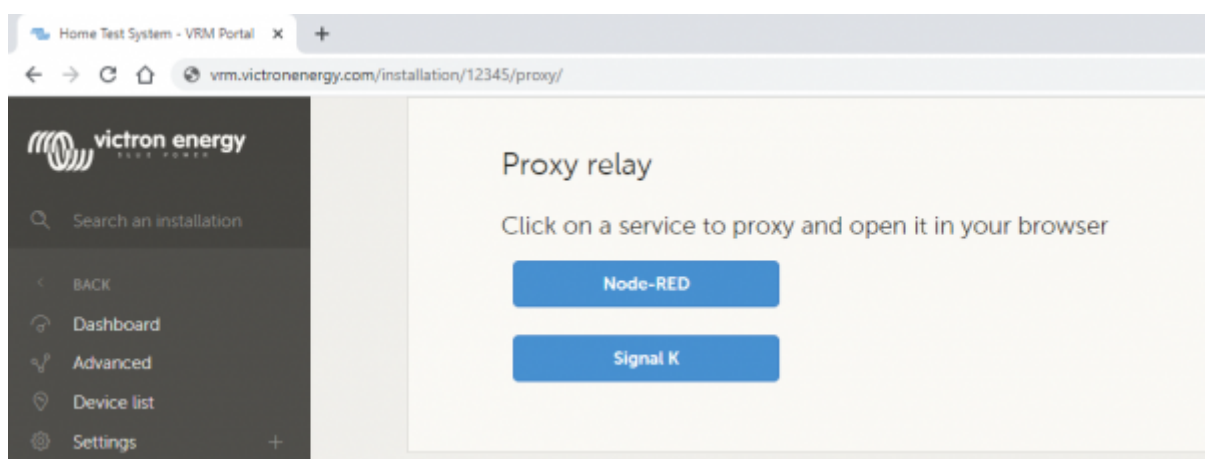 Home Test System - VRM Portal
vrm.victronenergy.com/installation/12345/proxy/
victron energy
BLUE POWER
Search an installation
BACK
Dashboard
Advanced
Device list
Settings
Proxy relay
Click on a service to proxy and open it in your browser
Node-RED
Signal K